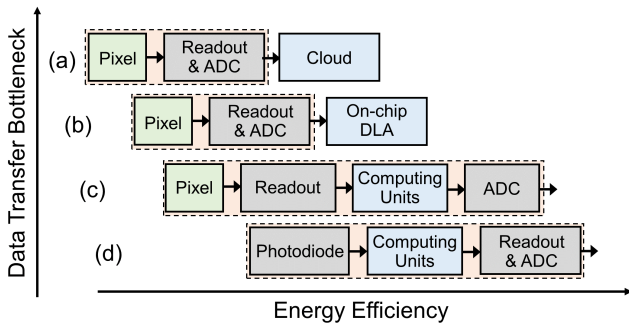 Data Transfer Bottleneck
(a)
Pixel
Readout
& ADC
Cloud
(b)
Pixel
Readout
& ADC
On-chip
DLA
(c)
Pixel
Readout
Computing
Units
ADC
(d)
Photodiode
Computing
Units
Readout
& ADC
Energy Efficiency